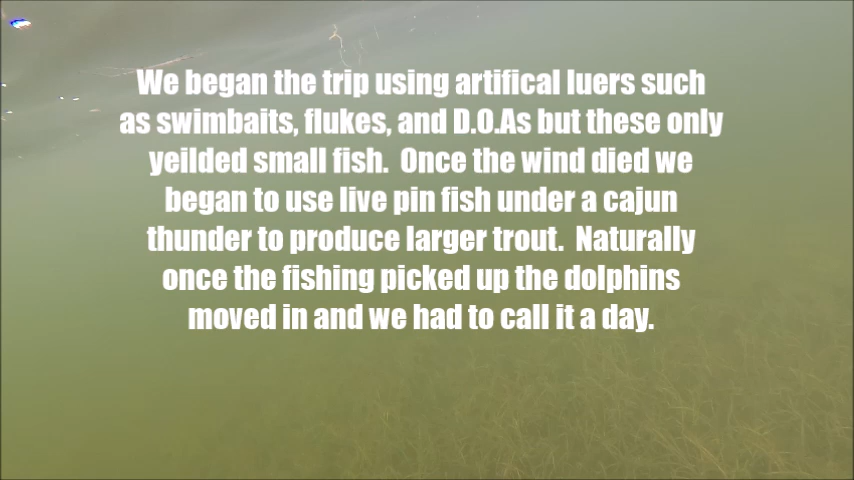 We began the trip using artifical luers such
as swimbaits, flukes, and D.O.As but these only
yeilded small fish.  Once the wind died we
began to use live pin fish under a cajun
thunder to produce larger trout.  Naturally
once the fishing picked up the dolphins
moved in and we had to call it a day.